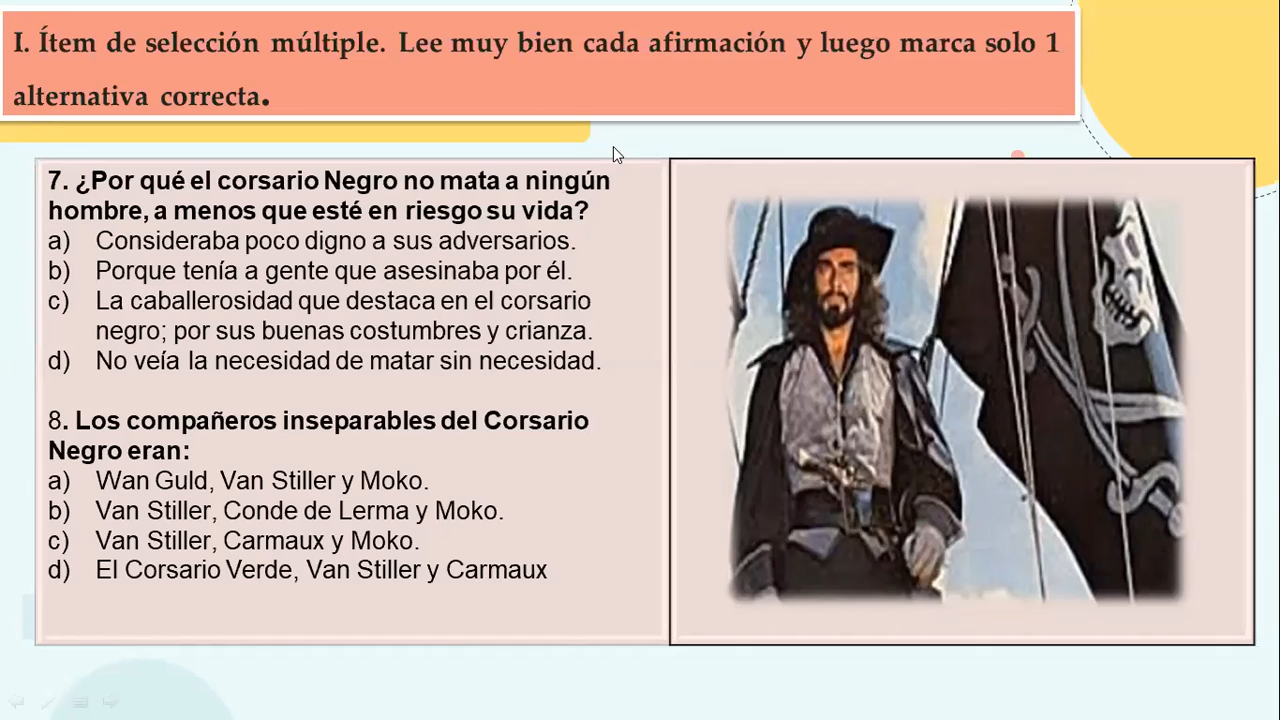 I. Ítem de selección múltiple. Lee muy bien cada afirmación y luego marca solo 1
alternativa correcta.
7. ¿Por qué el corsario Negro no mata a ningún
hombre, a menos que esté en riesgo su vida?
a) Consideraba poco digno a sus adversarios.
b) Porque tenía a gente que asesinaba por él.
c) La caballerosidad que destaca en el corsario
negro; por sus buenas costumbres y crianza.
d) No veía la necesidad de matar sin necesidad.
8. Los compañeros inseparables del Corsario
Negro eran:
a) Wan Guld, Van Stiller y Moko.
b) Van Stiller, Conde de Lerma y Moko.
c) Van Stiller, Carmaux y Moko.
d) El Corsario Verde, Van Stiller y Carmaux